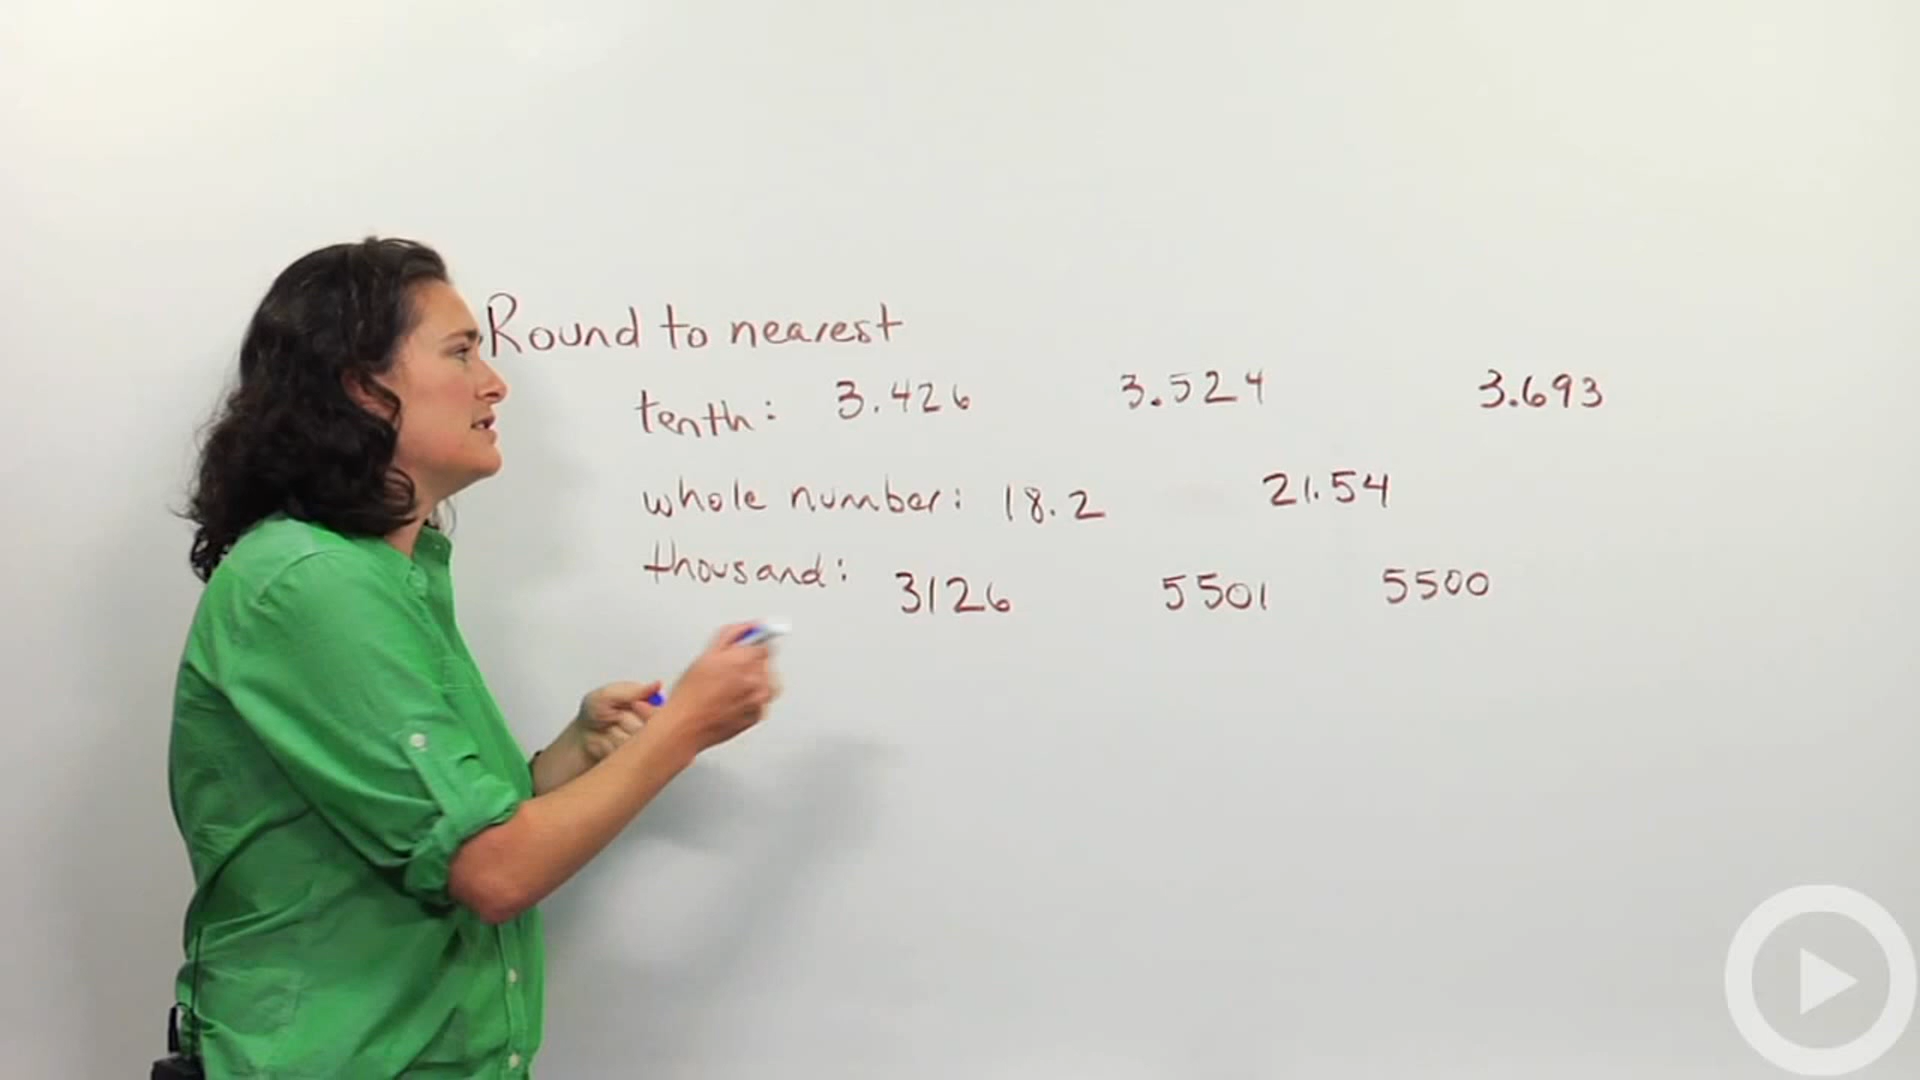 Round to nearest
tenth: 3.426 3.524 3.693
whole number: 18.2 21.54
thousand: 3126 5501 5500